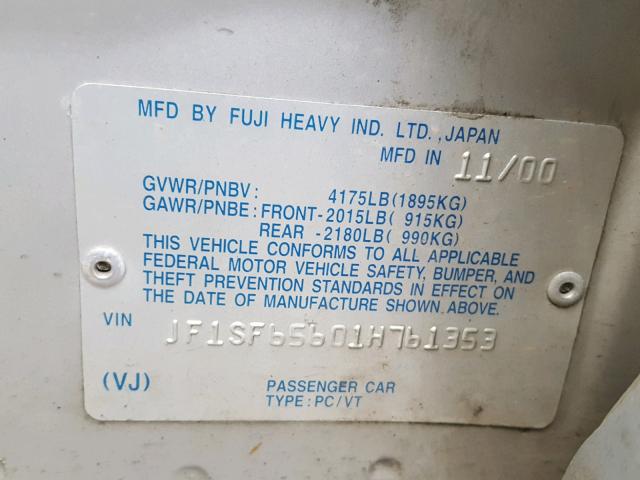 MFD BY FUJI HEAVY IND. LTD., JAPAN
MFD IN 11/00
GVWR/PNBV: 4175LB(1895KG)
GAWR/PNBE: FRONT-2015LB( 915KG)
REAR -2180LB( 990KG)
THIS VEHICLE CONFORMS TO ALL APPLICABLE
FEDERAL MOTOR VEHICLE SAFETY, BUMPER, AND
THEFT PREVENTION STANDARDS IN EFFECT ON
THE DATE OF MANUFACTURE SHOWN ABOVE.
VIN JF1SF65601H761353
(VJ) PASSENGER CAR
TYPE: PC/VT